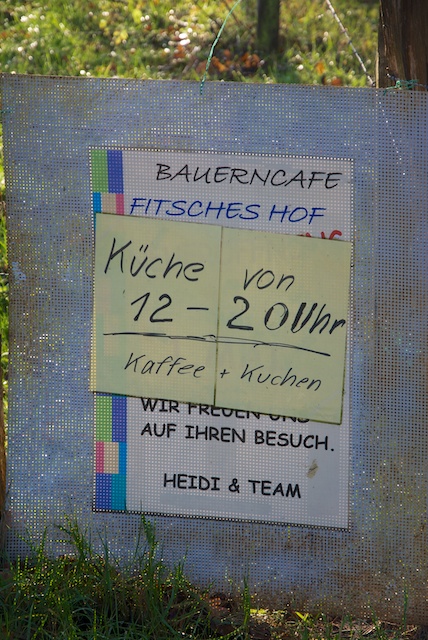 BAUERNCAFE
FITSCHES HOF
Küche von
12 - 20 Uhr
Kaffee + Kuchen
WIR FREUEN UNS
AUF IHREN BESUCH.
HEIDI & TEAM